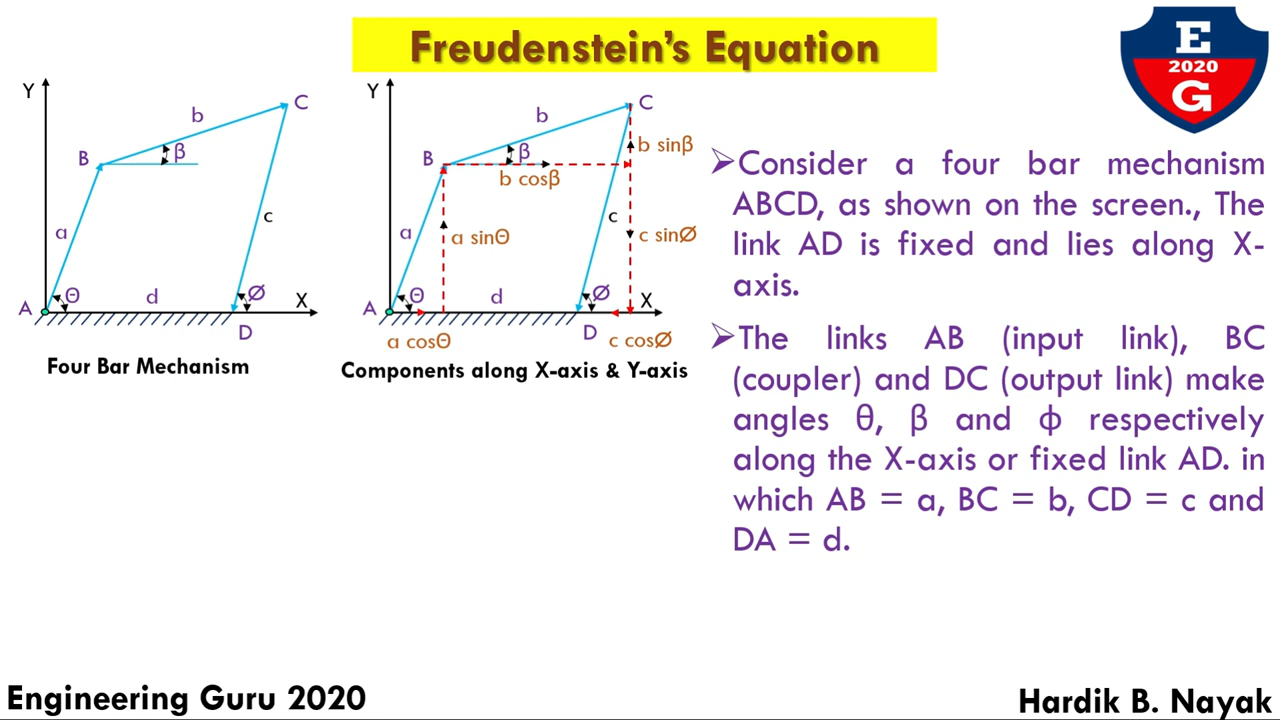 Freudenstein's Equation
E
2020
G
Y
b
C
B
β
a
c
Θ
d
Ø
X
A
D
Four Bar Mechanism
Y
b
C
B
β
b sinβ
b cosβ
a
c
a sinΘ
c sinØ
Θ
d
Ø
X
A
D
a cosΘ
c cosØ
Components along X-axis & Y-axis
➢Consider a four bar mechanism
ABCD, as shown on the screen., The
link AD is fixed and lies along X-
axis.
➢The links AB (input link), BC
(coupler) and DC (output link) make
angles θ, β and ϕ respectively
along the X-axis or fixed link AD. in
which AB = a, BC = b, CD = c and
DA = d.
Engineering Guru 2020
Hardik B. Nayak